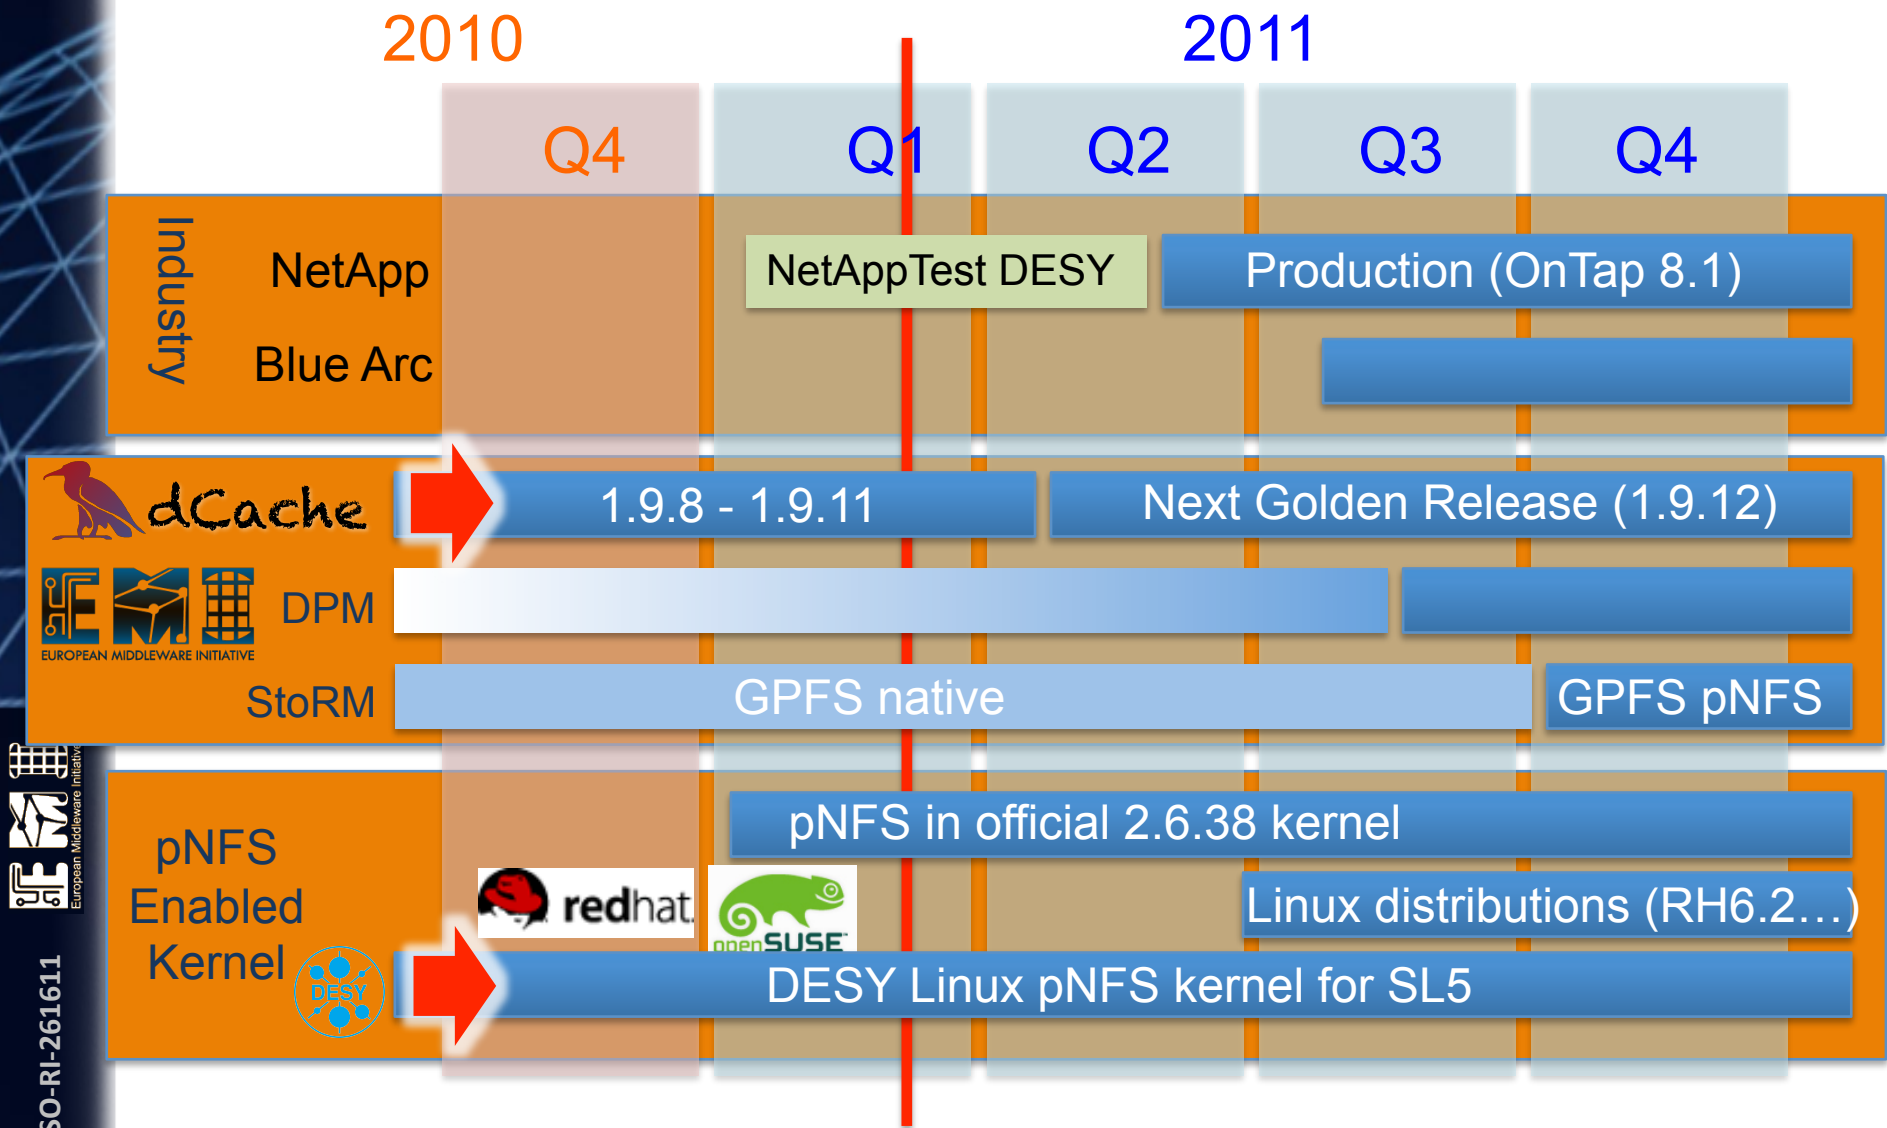 2010 2011
Q4 Q1 Q2 Q3 Q4
Industry
NetApp
NetAppTest DESY
Production (OnTap 8.1)
Blue Arc
dCache
1.9.8 - 1.9.11
Next Golden Release (1.9.12)
EMI
EUROPEAN MIDDLEWARE INITIATIVE
DPM
StoRM
GPFS native
GPFS pNFS
pNFS
Enabled
Kernel
pNFS in official 2.6.38 kernel
redhat.
openSUSE
Linux distributions (RH6.2...)
DESY
DESY Linux pNFS kernel for SL5
EMI
European Middleware Initiative
SO-RI-261611